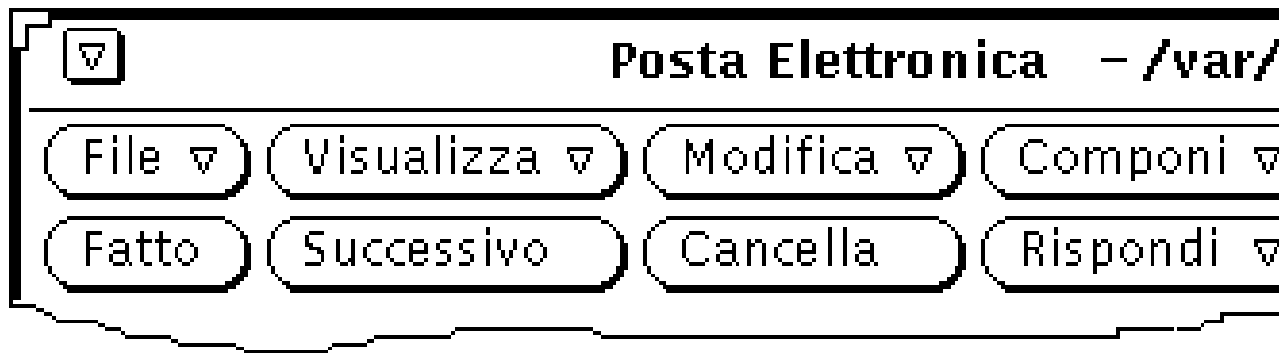 Posta Elettronica – /var/
File Visualizza Modifica Componi
Fatto Successivo Cancella Rispondi